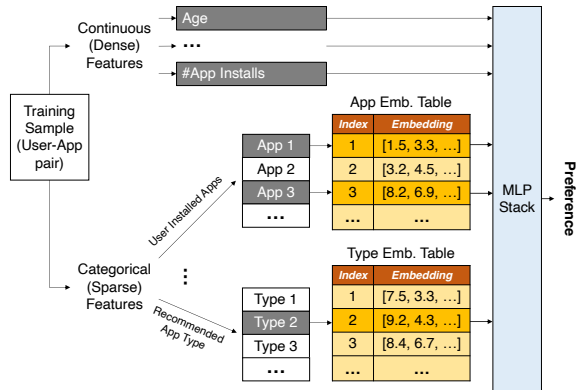 Continuous
(Dense)
Features
Age
...
#App Installs
Training
Sample
(User-App
pair)
App Emb. Table
Index Embedding
1 [1.5, 3.3, ...]
2 [3.2, 4.5, ...]
3 [8.2, 6.9, ...]
... ...
App 1
App 2
App 3
...
User Installed Apps
...
Categorical
(Sparse)
Features
Recommended
App Type
Type Emb. Table
Index Embedding
1 [7.5, 3.3, ...]
2 [9.2, 4.3, ...]
3 [8.4, 6.7, ...]
... ...
Type 1
Type 2
Type 3
...
MLP
Stack
Preference